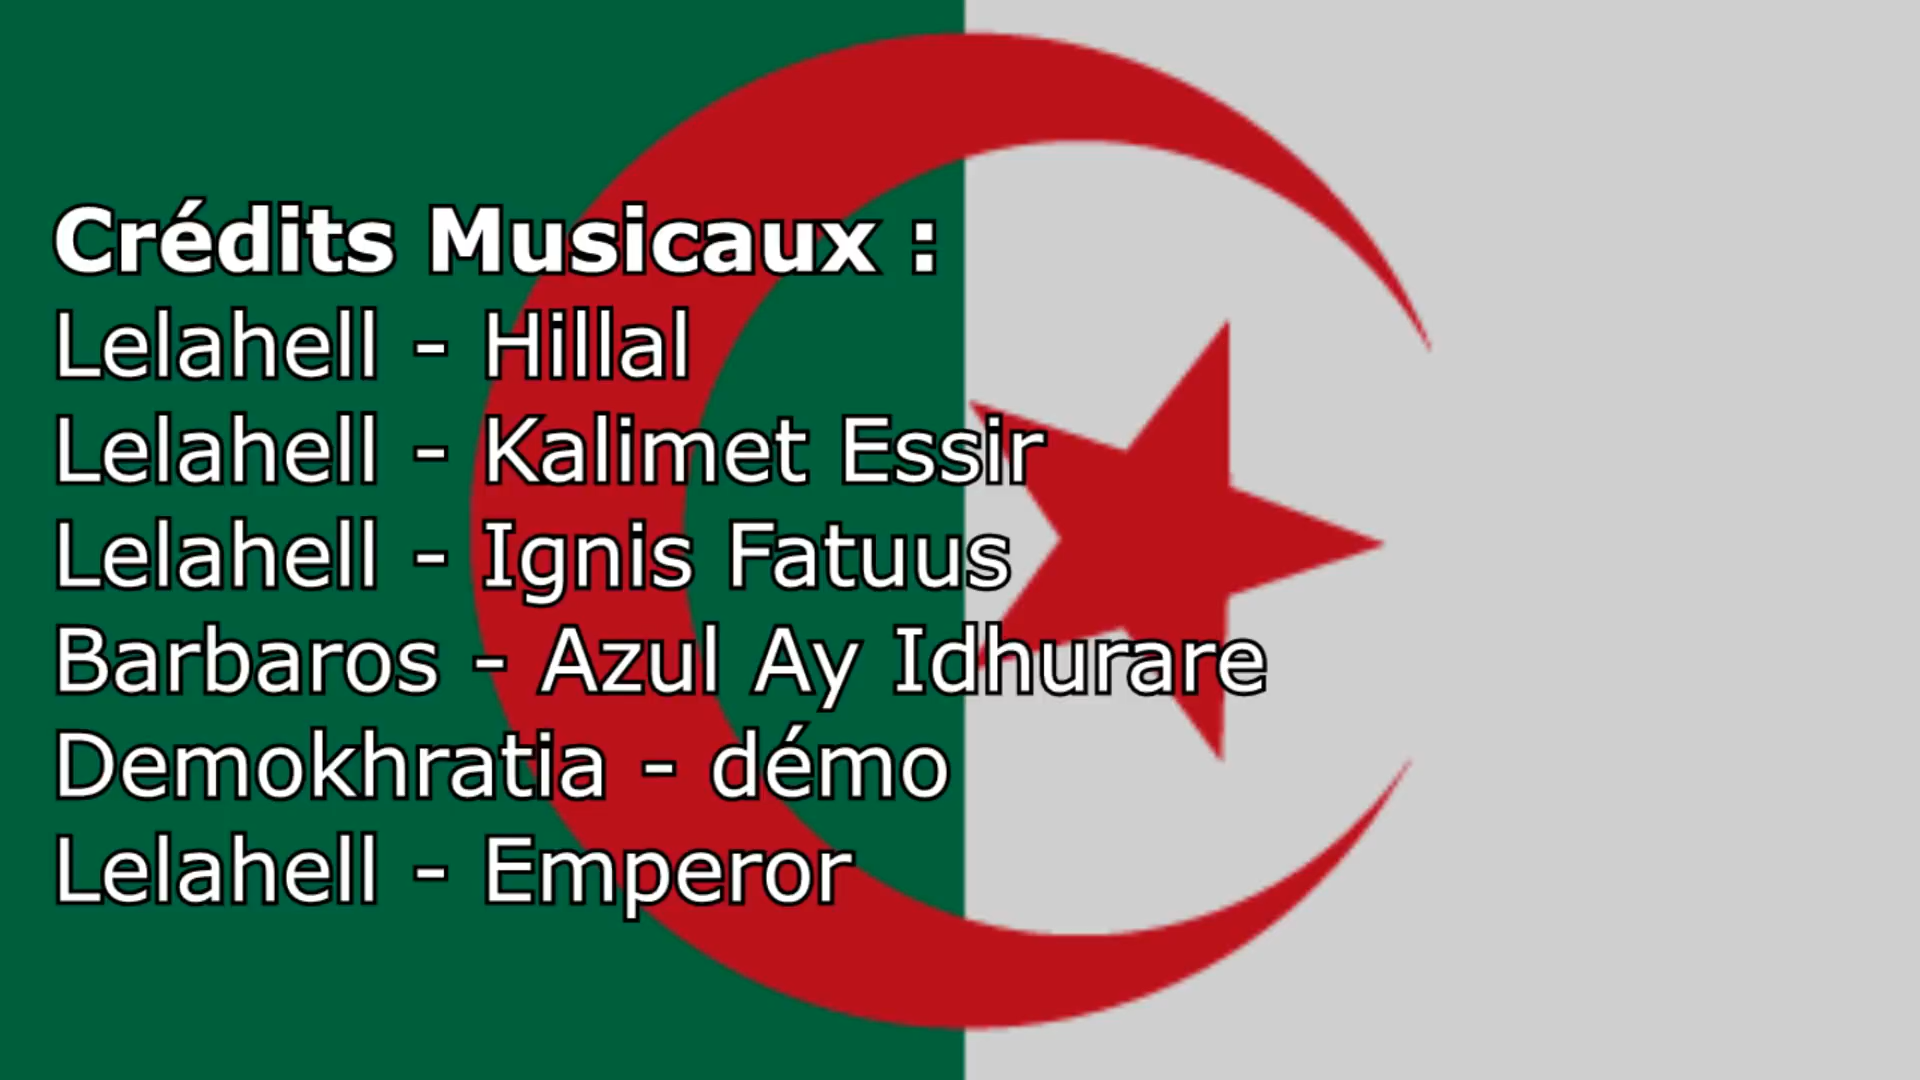 Crédits Musicaux :
Lelahell - Hillal
Lelahell - Kalimet Essir
Lelahell - Ignis Fatuus
Barbaros - Azul Ay Idhurare
Demokhratia - démo
Lelahell - Emperor